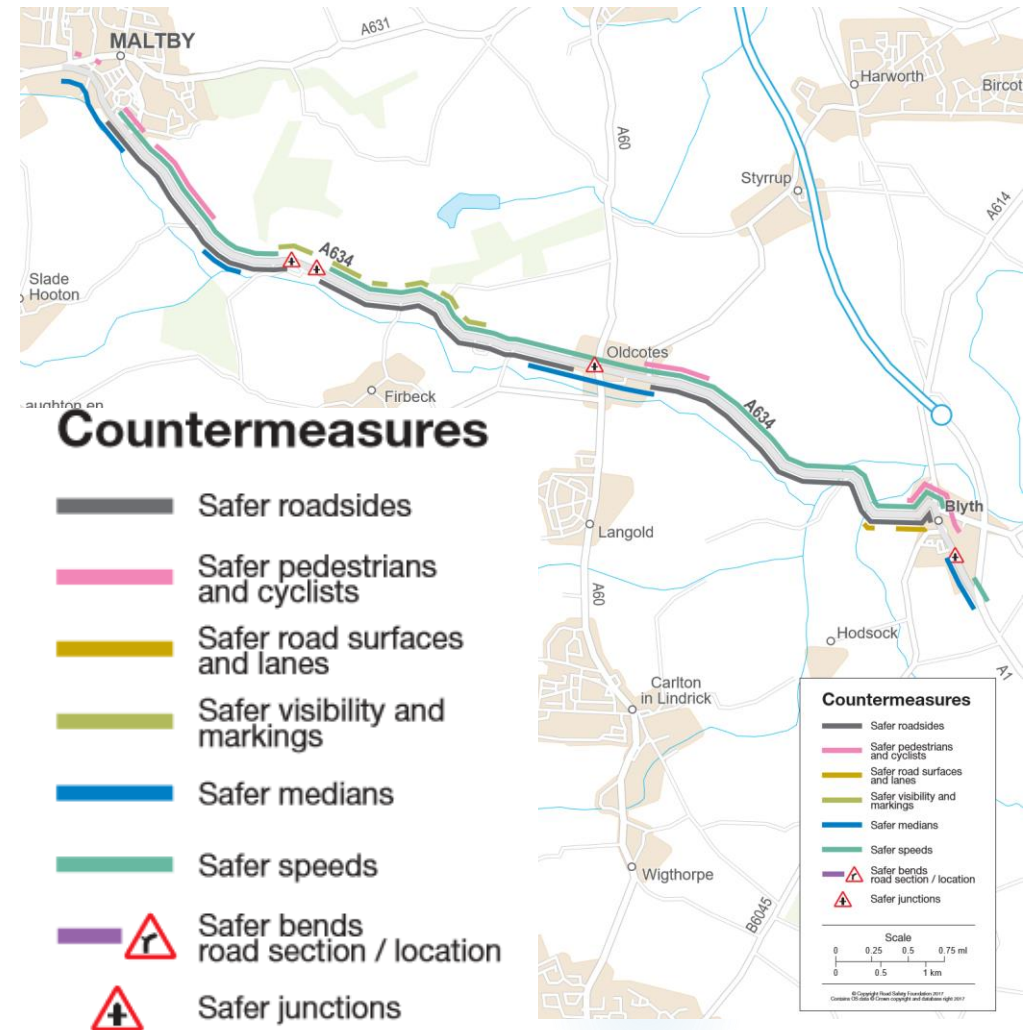 MALTBY
A631
Harworth
Bircot
A60
Styrrup
A614
A634
Slade
Hooton
Oldcotes
Firbeck
aughton en
A634
Blyth
Langold
A60
Hodsock
A1
Carlton
in Lindrick
Wigthorpe
B6045
Countermeasures
Safer roadsides
Safer pedestrians
and cyclists
Safer road surfaces
and lanes
Safer visibility and
markings
Safer medians
Safer speeds
Safer bends
road section / location
Safer junctions
Countermeasures
Safer roadsides
Safer pedestrians
and cyclists
Safer road surfaces
and lanes
Safer visibility and
markings
Safer medians
Safer speeds
Safer bends
road section / location
Safer junctions
Scale
0 0.25 0.5 0.75 ml
0 0.5 1 km
© Copyright Road Safety Foundation 2017
Contains OS data © Crown copyright and database right 2017